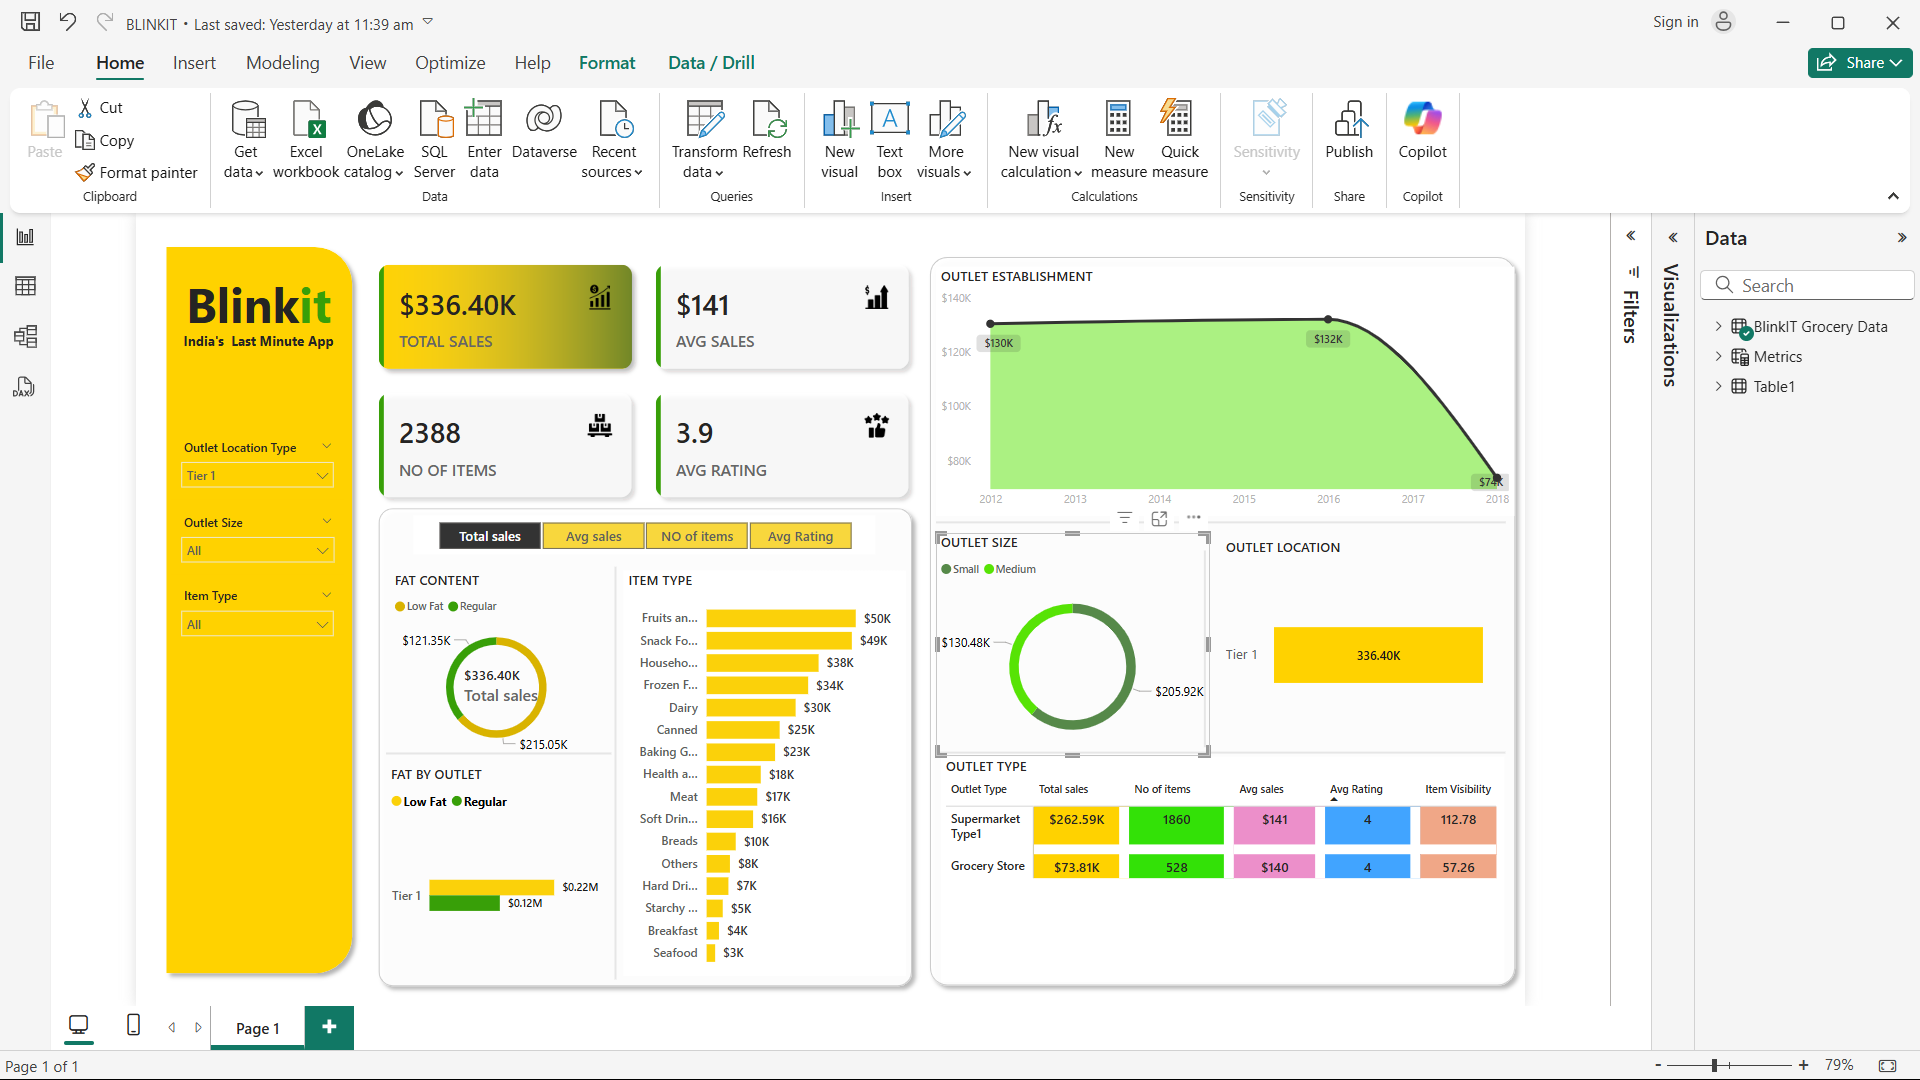 BLINKIT • Last saved: Yesterday at 11:39 am
Sign in
File Home Insert Modeling View Optimize Help Format Data / Drill
Share
Paste
Cut
Copy
Format painter
Clipboard
Get data
Excel workbook
OneLake catalog
SQL Server
Enter data
Dataverse
Recent sources
Data
Transform data
Refresh
Queries
New visual
Text box
More visuals
Insert
New visual calculation
New measure
Quick measure
Calculations
Sensitivity
Sensitivity
Publish
Share
Copilot
Copilot
Blinkit
India's Last Minute App
Outlet Location Type
Tier 1
Outlet Size
All
Item Type
All
$336.40K
TOTAL SALES
$141
AVG SALES
2388
NO OF ITEMS
3.9
AVG RATING
Total sales
Avg sales
NO of items
Avg Rating
FAT CONTENT
Low Fat Regular
$121.35K
$336.40K
Total sales
$215.05K
FAT BY OUTLET
Low Fat Regular
Tier 1
$0.22M
$0.12M
ITEM TYPE
Fruits an... $50K
Snack Fo... $49K
Househo... $38K
Frozen F... $34K
Dairy $30K
Canned $25K
Baking G... $23K
Health a... $18K
Meat $17K
Soft Drin... $16K
Breads $10K
Others $8K
Hard Dri... $7K
Starchy ... $5K
Breakfast $4K
Seafood $3K
OUTLET ESTABLISHMENT
$140K
$120K
$100K
$80K
$130K
$132K
$74K
2012 2013 2014 2015 2016 2017 2018
OUTLET SIZE
Small Medium
$130.48K
$205.92K
OUTLET LOCATION
Tier 1
336.40K
OUTLET TYPE
Outlet Type Total sales No of items Avg sales Avg Rating Item Visibility
Supermarket Type1 $262.59K 1860 $141 4 112.78
Grocery Store $73.81K 528 $140 4 57.26
Filters
Visualizations
Data
Search
BlinkIT Grocery Data
Metrics
Table1
DAX
Page 1
Page 1 of 1
- + 79%